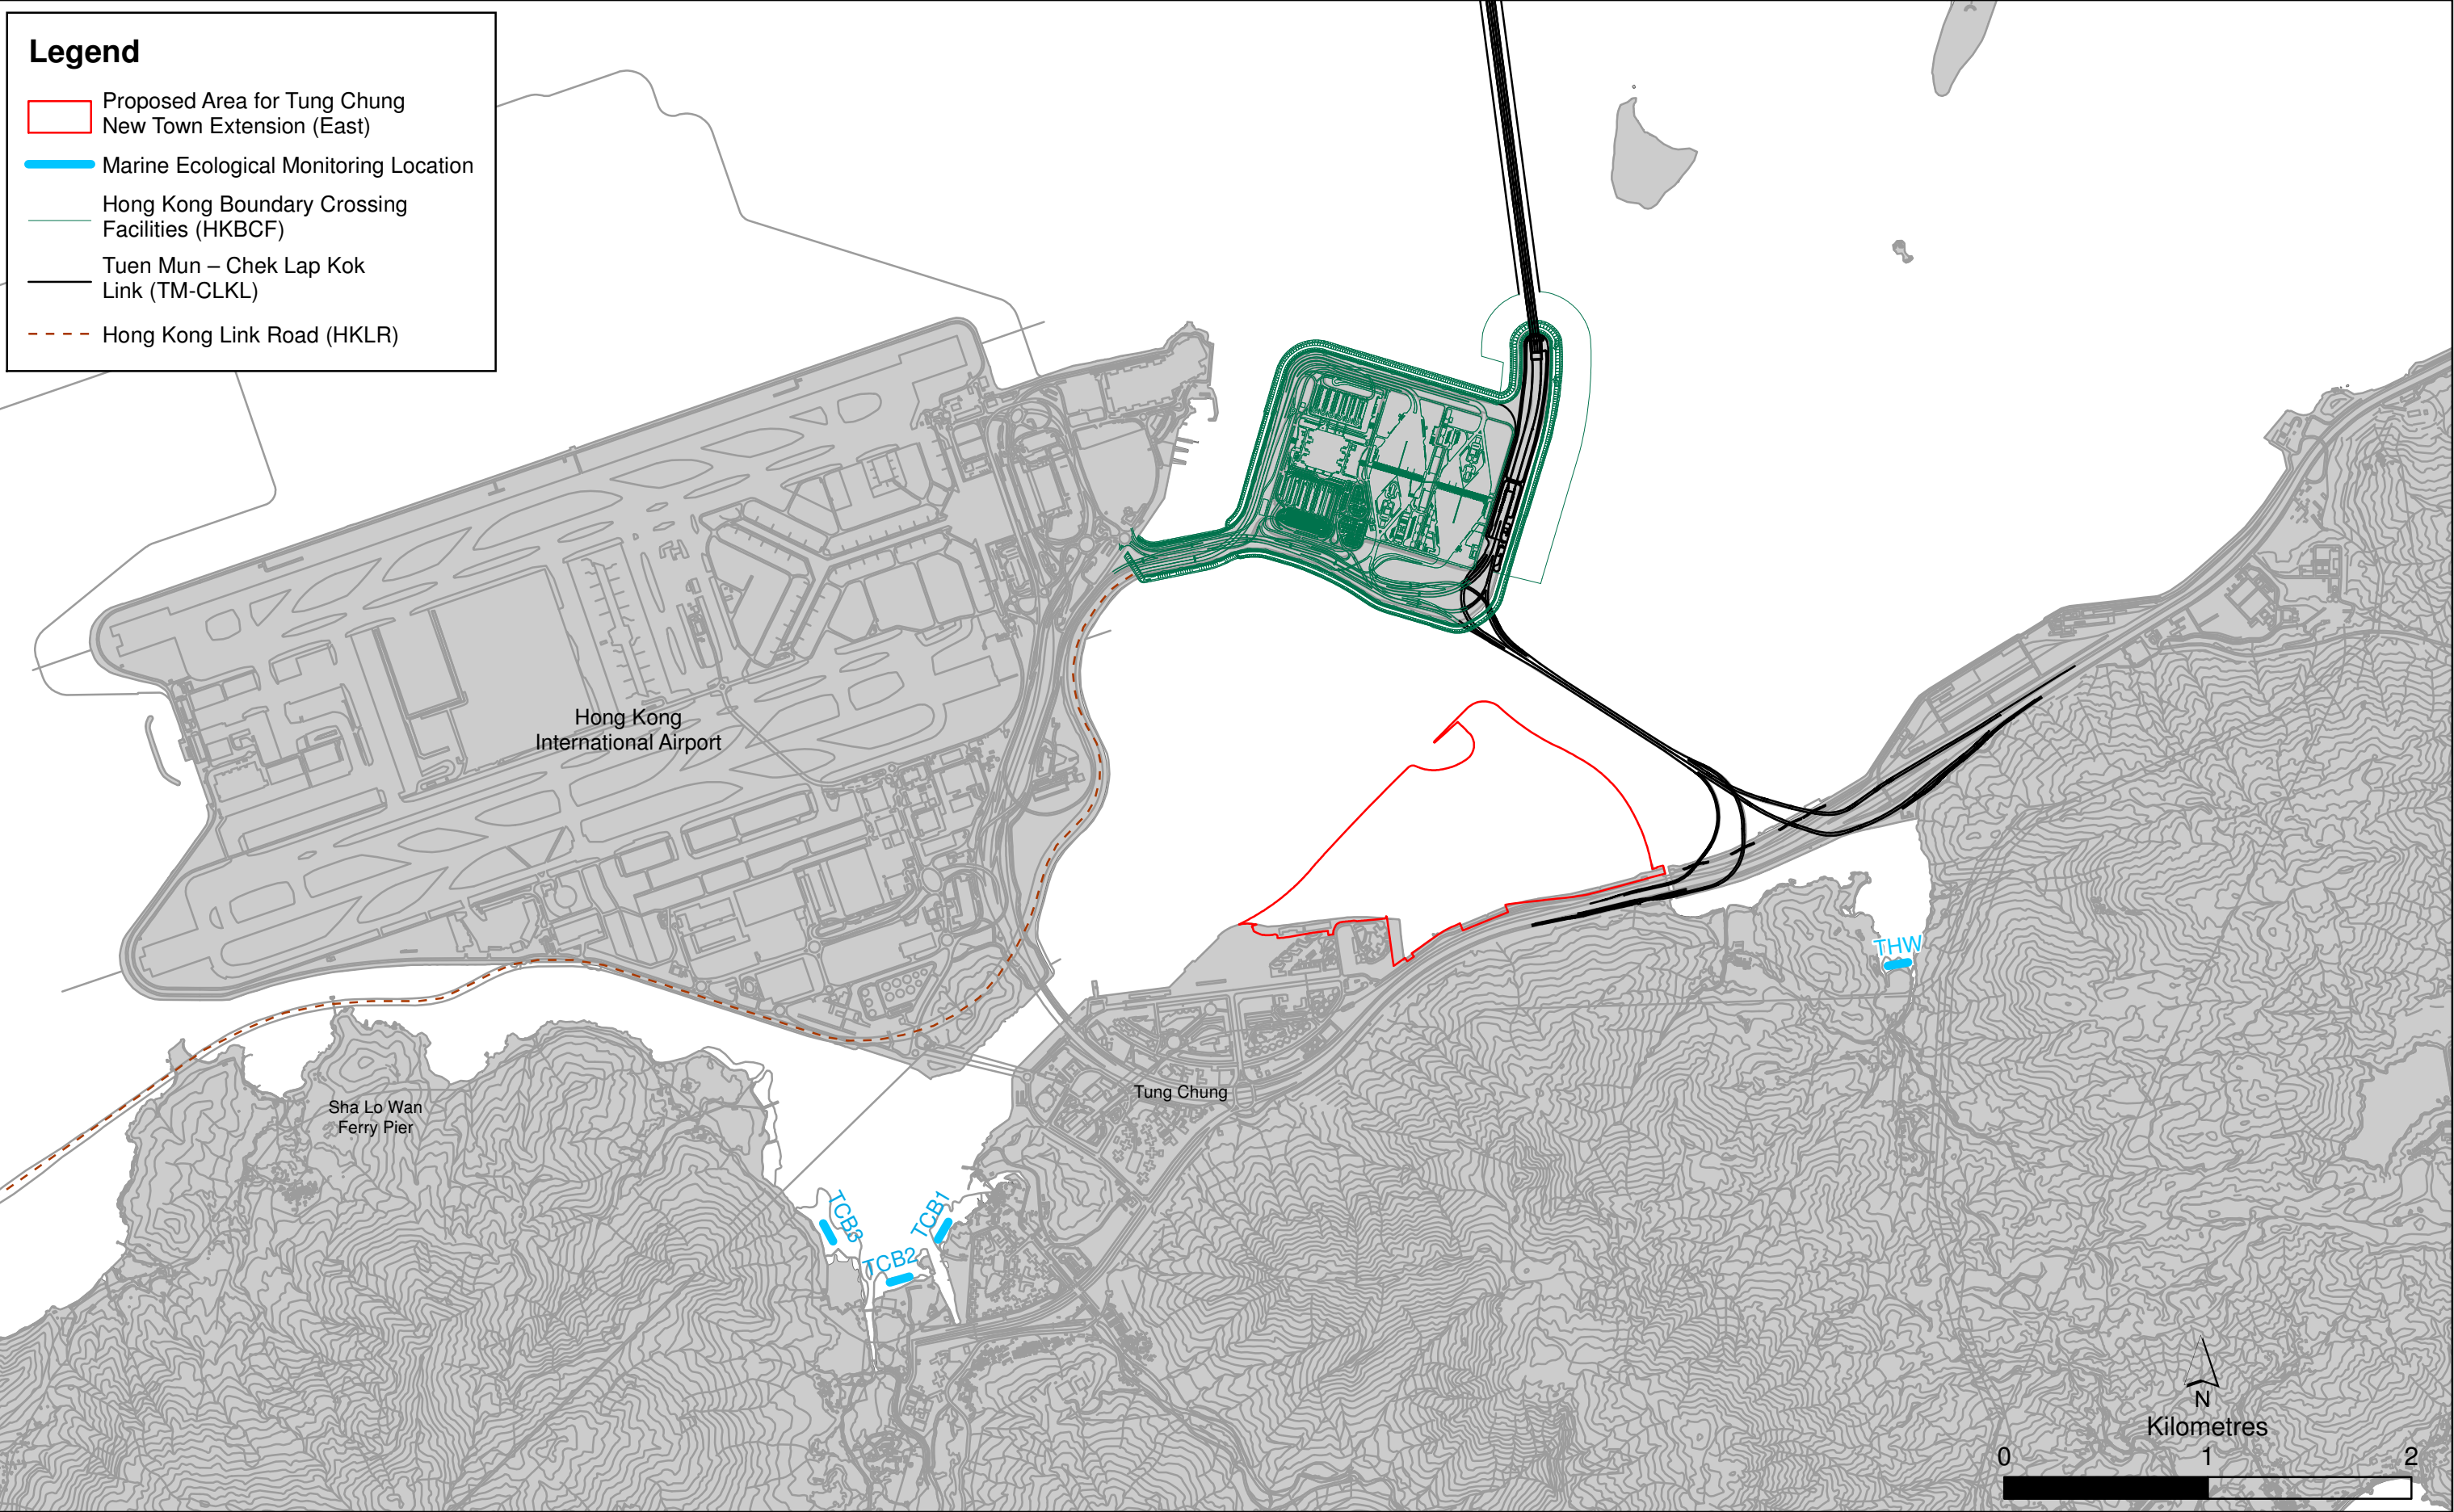 Legend
Proposed Area for Tung Chung
New Town Extension (East)
Marine Ecological Monitoring Location
Hong Kong Boundary Crossing
Facilities (HKBCF)
Tuen Mun – Chek Lap Kok
Link (TM-CLKL)
Hong Kong Link Road (HKLR)
Hong Kong
International Airport
THW
Tung Chung
Sha Lo Wan
Ferry Pier
TCB3
TCB1
TCB2
N
Kilometres
0 1 2